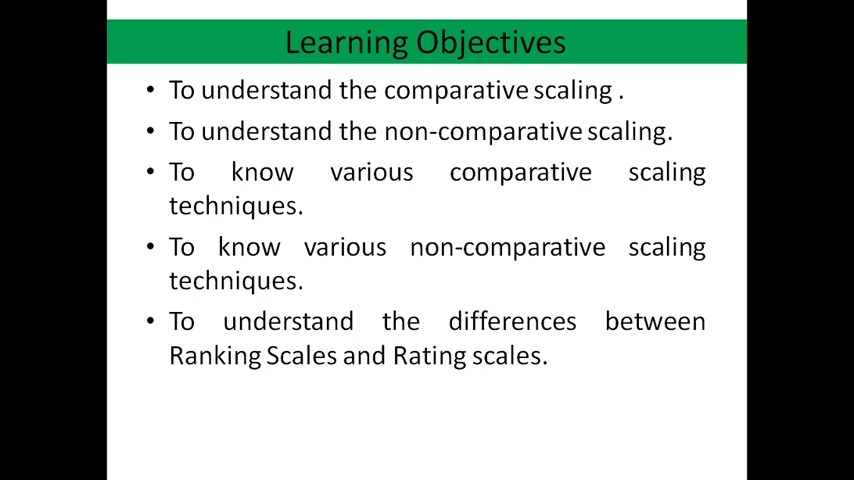 Learning Objectives
• To understand the comparative scaling .
• To understand the non-comparative scaling.
• To know various comparative scaling
techniques.
• To know various non-comparative scaling
techniques.
• To understand the differences between
Ranking Scales and Rating scales.